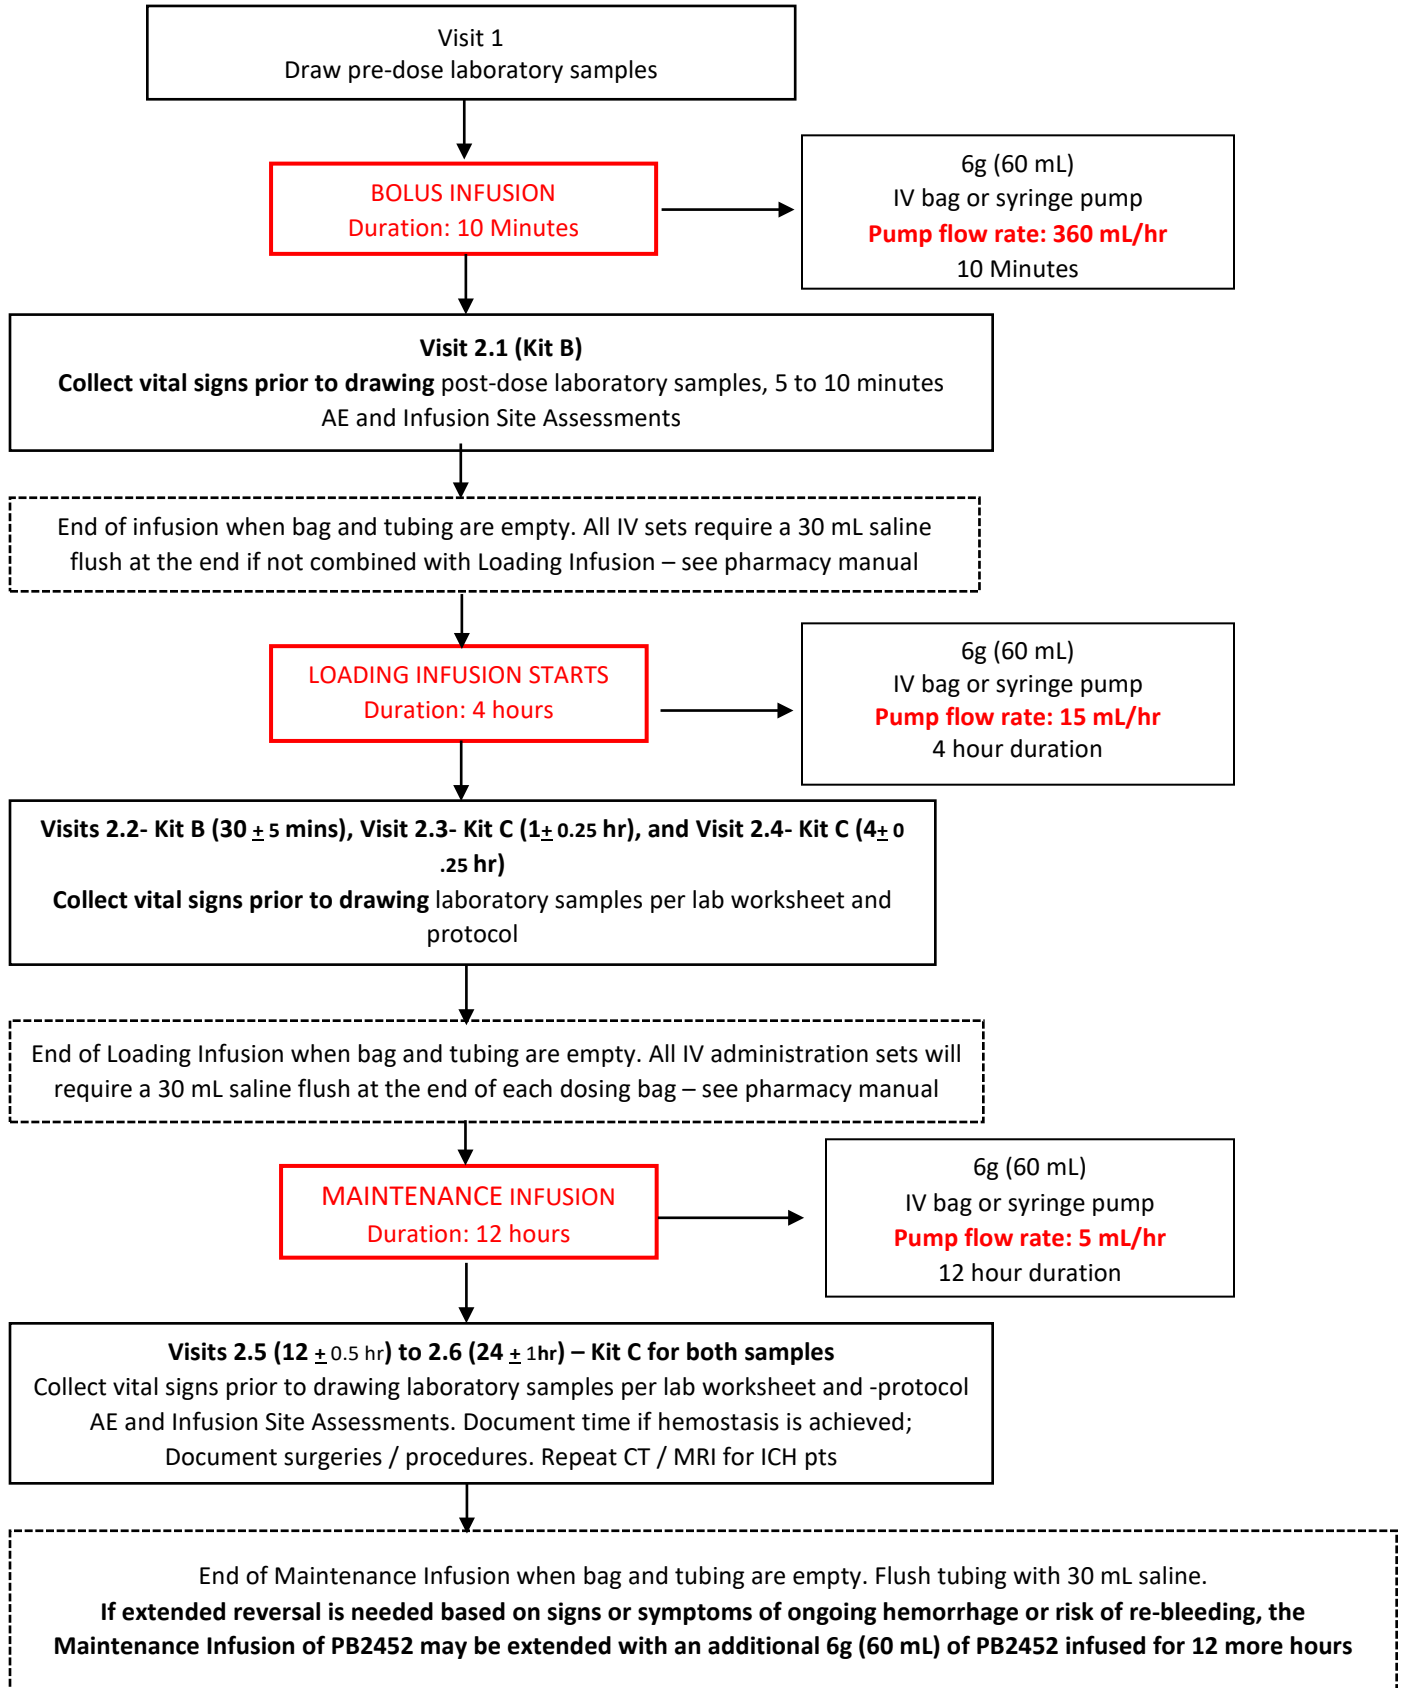 Visit 1
Draw pre-dose laboratory samples
BOLUS INFUSION
Duration: 10 Minutes
6g (60 mL)
IV bag or syringe pump
Pump flow rate: 360 mL/hr
10 Minutes
Visit 2.1 (Kit B)
Collect vital signs prior to drawing post-dose laboratory samples, 5 to 10 minutes
AE and Infusion Site Assessments
End of infusion when bag and tubing are empty. All IV sets require a 30 mL saline
flush at the end if not combined with Loading Infusion – see pharmacy manual
LOADING INFUSION STARTS
Duration: 4 hours
6g (60 mL)
IV bag or syringe pump
Pump flow rate: 15 mL/hr
4 hour duration
Visits 2.2- Kit B (30 ± 5 mins), Visit 2.3- Kit C (1± 0.25 hr), and Visit 2.4- Kit C (4± 0
.25 hr)
Collect vital signs prior to drawing laboratory samples per lab worksheet and
protocol
End of Loading Infusion when bag and tubing are empty. All IV administration sets will
require a 30 mL saline flush at the end of each dosing bag – see pharmacy manual
MAINTENANCE INFUSION
Duration: 12 hours
6g (60 mL)
IV bag or syringe pump
Pump flow rate: 5 mL/hr
12 hour duration
Visits 2.5 (12 ± 0.5 hr) to 2.6 (24 ± 1hr) – Kit C for both samples
Collect vital signs prior to drawing laboratory samples per lab worksheet and -protocol
AE and Infusion Site Assessments. Document time if hemostasis is achieved;
Document surgeries / procedures. Repeat CT / MRI for ICH pts
End of Maintenance Infusion when bag and tubing are empty. Flush tubing with 30 mL saline.
If extended reversal is needed based on signs or symptoms of ongoing hemorrhage or risk of re-bleeding, the
Maintenance Infusion of PB2452 may be extended with an additional 6g (60 mL) of PB2452 infused for 12 more hours